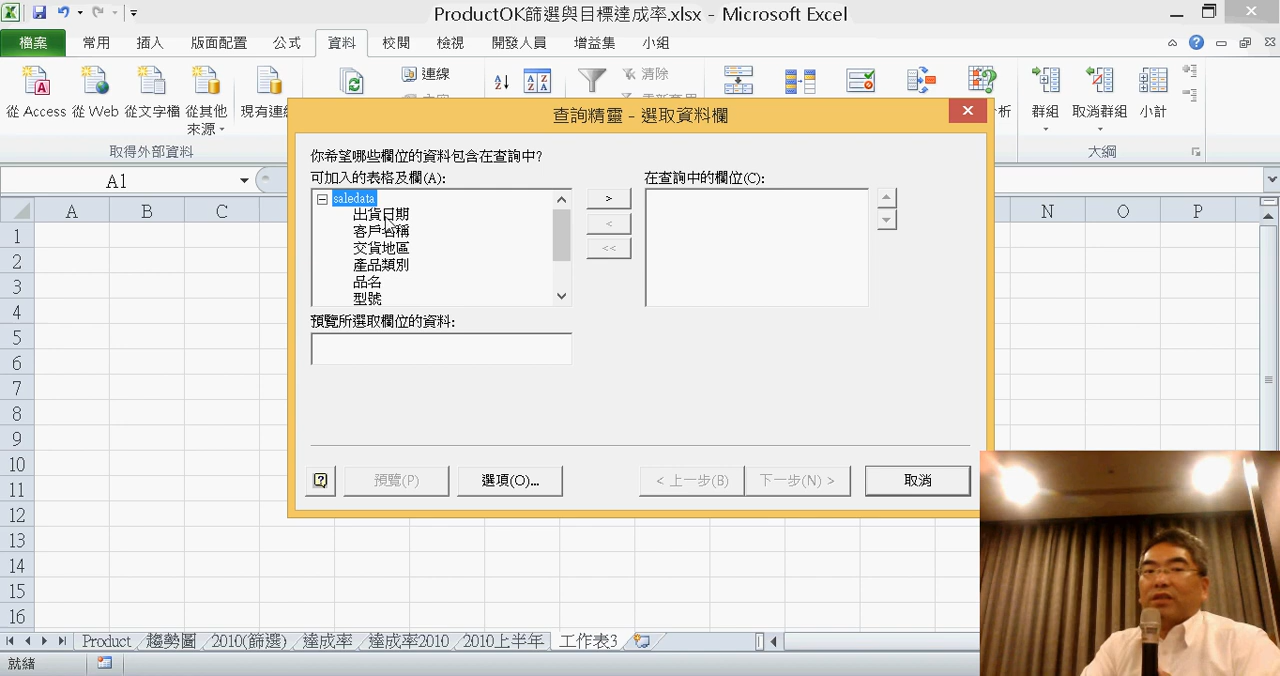 ProductOK篩選與目標達成率.xlsx - Microsoft Excel
檔案 常用 插入 版面配置 公式 資料 校閱 檢視 開發人員 增益集 小組
連線 清除
從 Access 從 Web 從文字檔 從其他來源 現有連 群組 取消群組 小計
取得外部資料 大綱
A1
查詢精靈 - 選取資料欄
你希望哪些欄位的資料包含在查詢中?
可加入的表格及欄(A): 在查詢中的欄位(C):
saledata
出貨日期
客戶名稱
交貨地區
產品類別
品名
型號
>
<
<<
預覽所選取欄位的資料:
預覽(P) 選項(O)... < 上一步(B) 下一步(N) > 取消
A B C N O P
1
2
3
4
5
6
7
8
9
10
11
12
13
14
15
16
Product 趨勢圖 2010(篩選) 達成率 達成率2010 2010上半年 工作表3
就緒